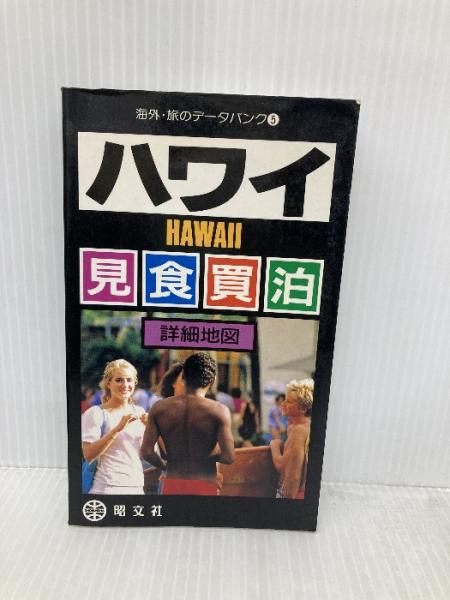 海外・旅のデータバンク❺
ハワイ
HAWAII
見食買泊
詳細地図
昭文社